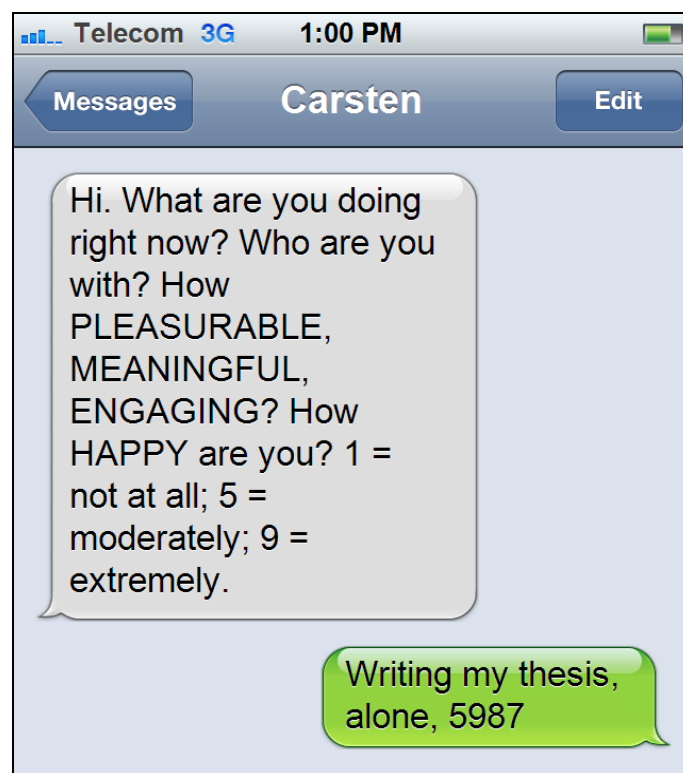 Telecom 3G 1:00 PM
Messages Carsten Edit
Hi. What are you doing
right now? Who are you
with? How
PLEASURABLE,
MEANINGFUL,
ENGAGING? How
HAPPY are you? 1 =
not at all; 5 =
moderately; 9 =
extremely.
Writing my thesis,
alone, 5987